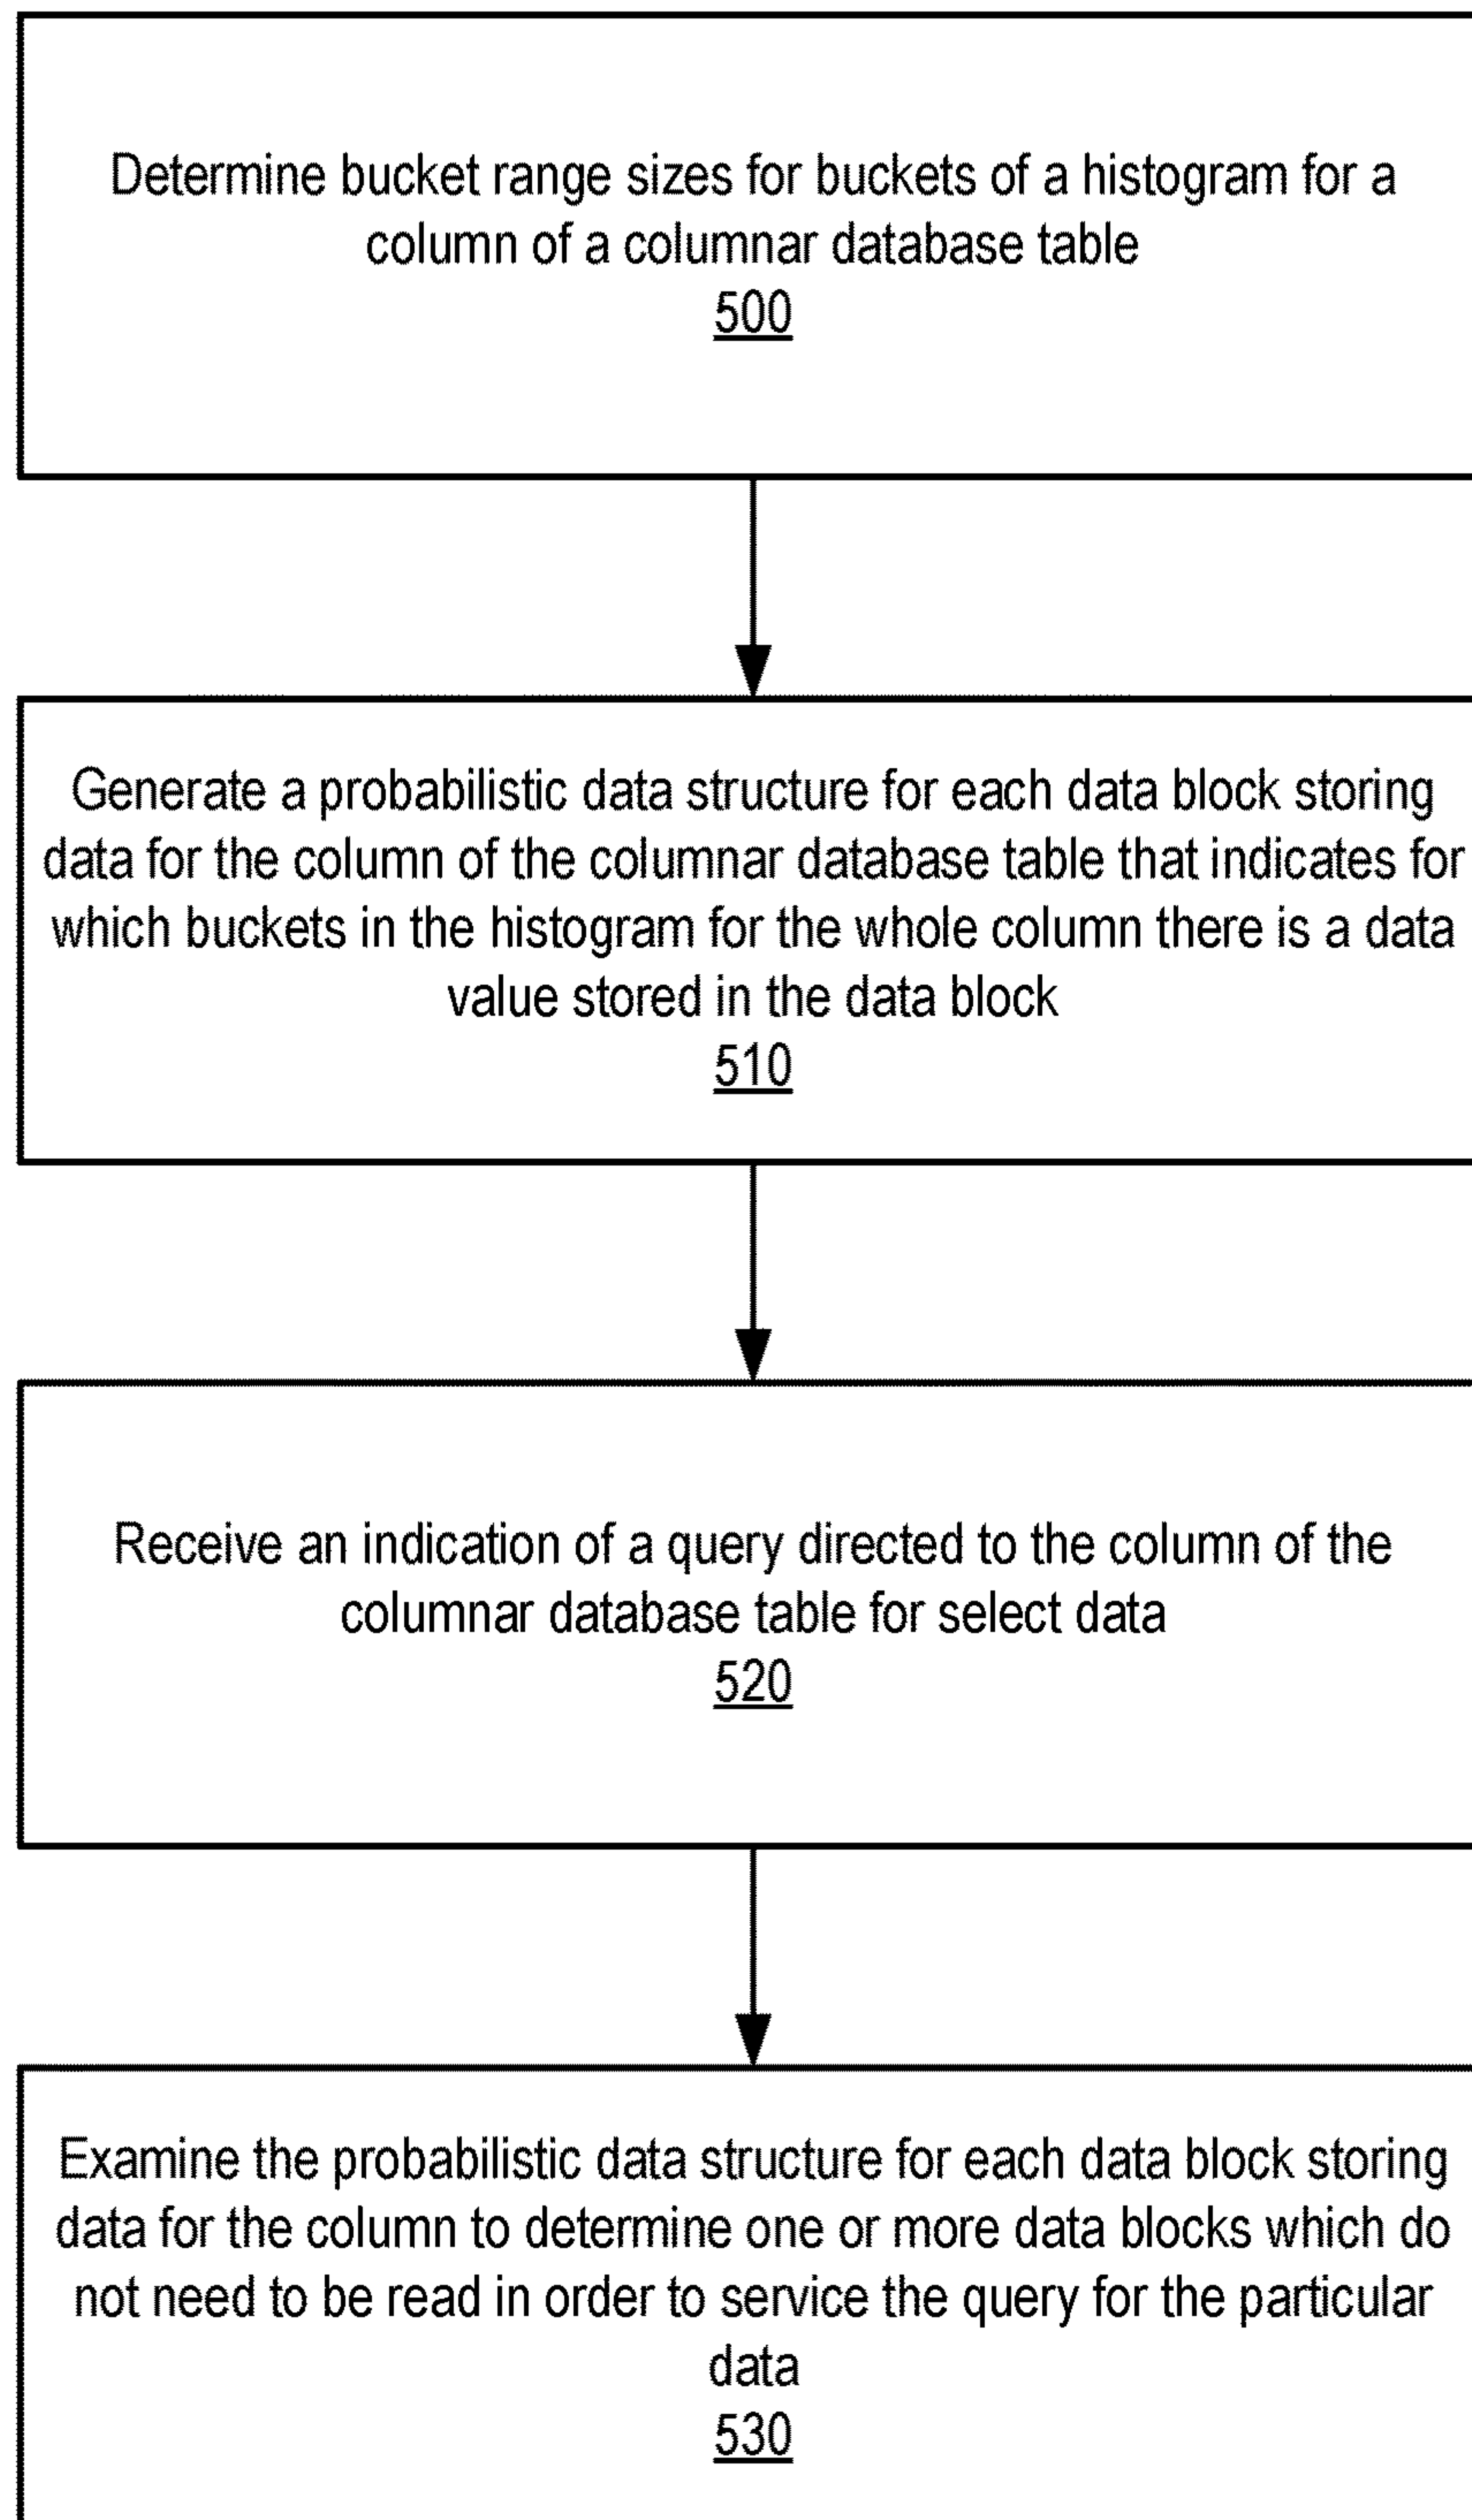 Determine bucket range sizes for buckets of a histogram for a
column of a columnar database table
500
Generate a probabilistic data structure for each data block storing
data for the column of the columnar database table that indicates for
which buckets in the histogram for the whole column there is a data
value stored in the data block
510
Receive an indication of a query directed to the column of the
columnar database table for select data
520
Examine the probabilistic data structure for each data block storing
data for the column to determine one or more data blocks which do
not need to be read in order to service the query for the particular
data
530